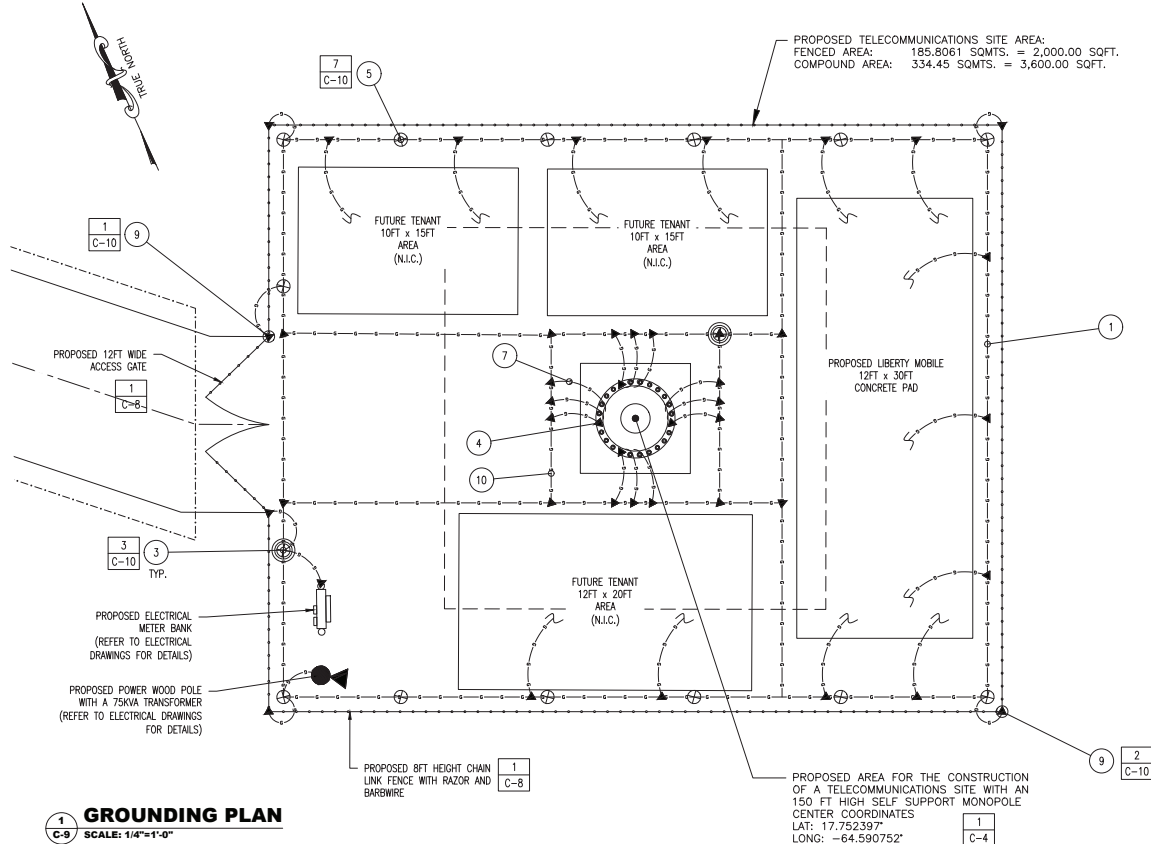 TRUE NORTH
PROPOSED TELECOMMUNICATIONS SITE AREA:
FENCED AREA: 185.8061 SQMTS. = 2,000.00 SQFT.
COMPOUND AREA: 334.45 SQMTS. = 3,600.00 SQFT.
7
C-10
5
1
C-10
9
FUTURE TENANT
10FT x 15FT
AREA
(N.I.C.)
FUTURE TENANT
10FT x 15FT
AREA
(N.I.C.)
1
PROPOSED 12FT WIDE
ACCESS GATE
1
C-8
7
PROPOSED LIBERTY MOBILE
12FT x 30FT
CONCRETE PAD
4
10
3
C-10
3
TYP.
FUTURE TENANT
12FT x 20FT
AREA
(N.I.C.)
PROPOSED ELECTRICAL
METER BANK
(REFER TO ELECTRICAL
DRAWINGS FOR DETAILS)
PROPOSED POWER WOOD POLE
WITH A 75KVA TRANSFORMER
(REFER TO ELECTRICAL DRAWINGS
FOR DETAILS)
9
2
C-10
PROPOSED 8FT HEIGHT CHAIN
LINK FENCE WITH RAZOR AND
BARBWIRE
1
C-8
PROPOSED AREA FOR THE CONSTRUCTION
OF A TELECOMMUNICATIONS SITE WITH AN
150 FT HIGH SELF SUPPORT MONOPOLE
CENTER COORDINATES
LAT: 17.752397°
LONG: -64.590752°
1
C-4
1
C-9
GROUNDING PLAN
SCALE: 1/4"=1'-0"